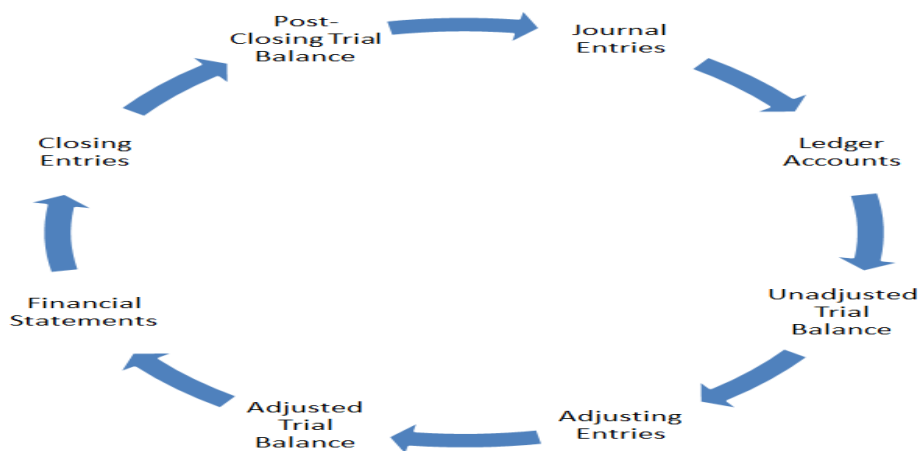 Post-
Closing Trial
Balance
Journal
Entries
Ledger
Accounts
Unadjusted
Trial
Balance
Adjusting
Entries
Adjusted
Trial
Balance
Financial
Statements
Closing
Entries